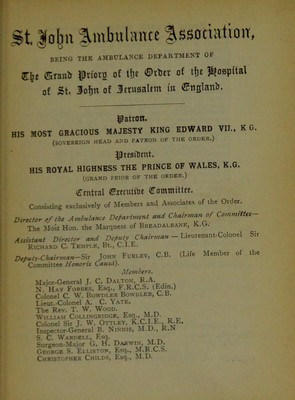 St. John Ambulance Association,
BEING THE AMBULANCE DEPARTMENT OF
The Grand Priory of the Order of the Hospital
of St. John of Jerusalem in England.
Patron.
HIS MOST GRACIOUS MAJESTY KING EDWARD VII., K G.
(SOVEREIGN HEAD AND PATRON OF THE ORDER.)
President.
HIS ROYAL HIGHNESS THE PRINCE OF WALES, K.G.
(GRAND PRIOR OF THE ORDER.)
Central Executive Committee.
Consisting exclusively of Members and Associates of the Order.
Director of the Ambulance Department and Chairman of Committee—
The Most Hon. the Marquess of BREADALBANE, K.G.
Assistant Director and Deputy Chairman — Lieutenant-Colonel Sir
RICHARD C. TEMPLE, Bt., C.I.E.
Deputy-Chairman—Sir JOHN FURLEY, C.B. (Life Member of the
Committee Honoris Causâ).
Members.
Major-General J. C. DALTON, R.A.
N. HAY FORBES, Esq., F.R.C.S. (Edin.)
Colonel C. W. BOWDLER BOWDLER, C.B.
Lieut.-Colonel A. C. YATE.
The Rev. T. W. WOOD.
WILLIAM COLLINGRIDGE, Esq., M.D.
Colonel Sir J. W. OTTLEY, K.C.I.E., R.E.
Inspector-General B. NINNIS, M.D., R.N
S. C. WARDELL, Esq.
Surgeon-Major G. H. DARWIN, M.D.
GEORGE S. ELLISTON, Esq., M.R.C.S.
CHRISTOPHER CHILDS, Esq., M.D.